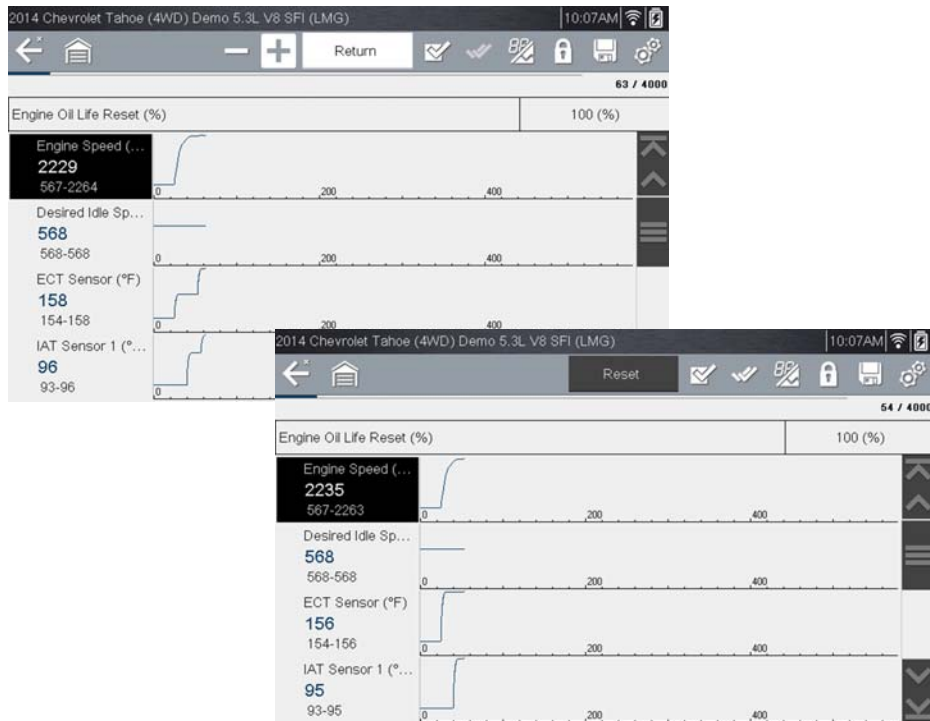 2014 Chevrolet Tahoe (4WD) Demo 5.3L V8 SFI (LMG) 10:07AM
Return
63 / 4000
Engine Oil Life Reset (%) 100 (%)
Engine Speed (...
2229
567-2264
0 200 400
Desired Idle Sp...
568
568-568
0 200 400
ECT Sensor (°F)
158
154-158
0 200 400
IAT Sensor 1 (°...
96
93-96
0
2014 Chevrolet Tahoe (4WD) Demo 5.3L V8 SFI (LMG) 10:07AM
Reset
54 / 4000
Engine Oil Life Reset (%) 100 (%)
Engine Speed (...
2235
567-2263
0 200 400
Desired Idle Sp...
568
568-568
0 200 400
ECT Sensor (°F)
156
154-156
0 200 400
IAT Sensor 1 (°...
95
93-95
0 200 400